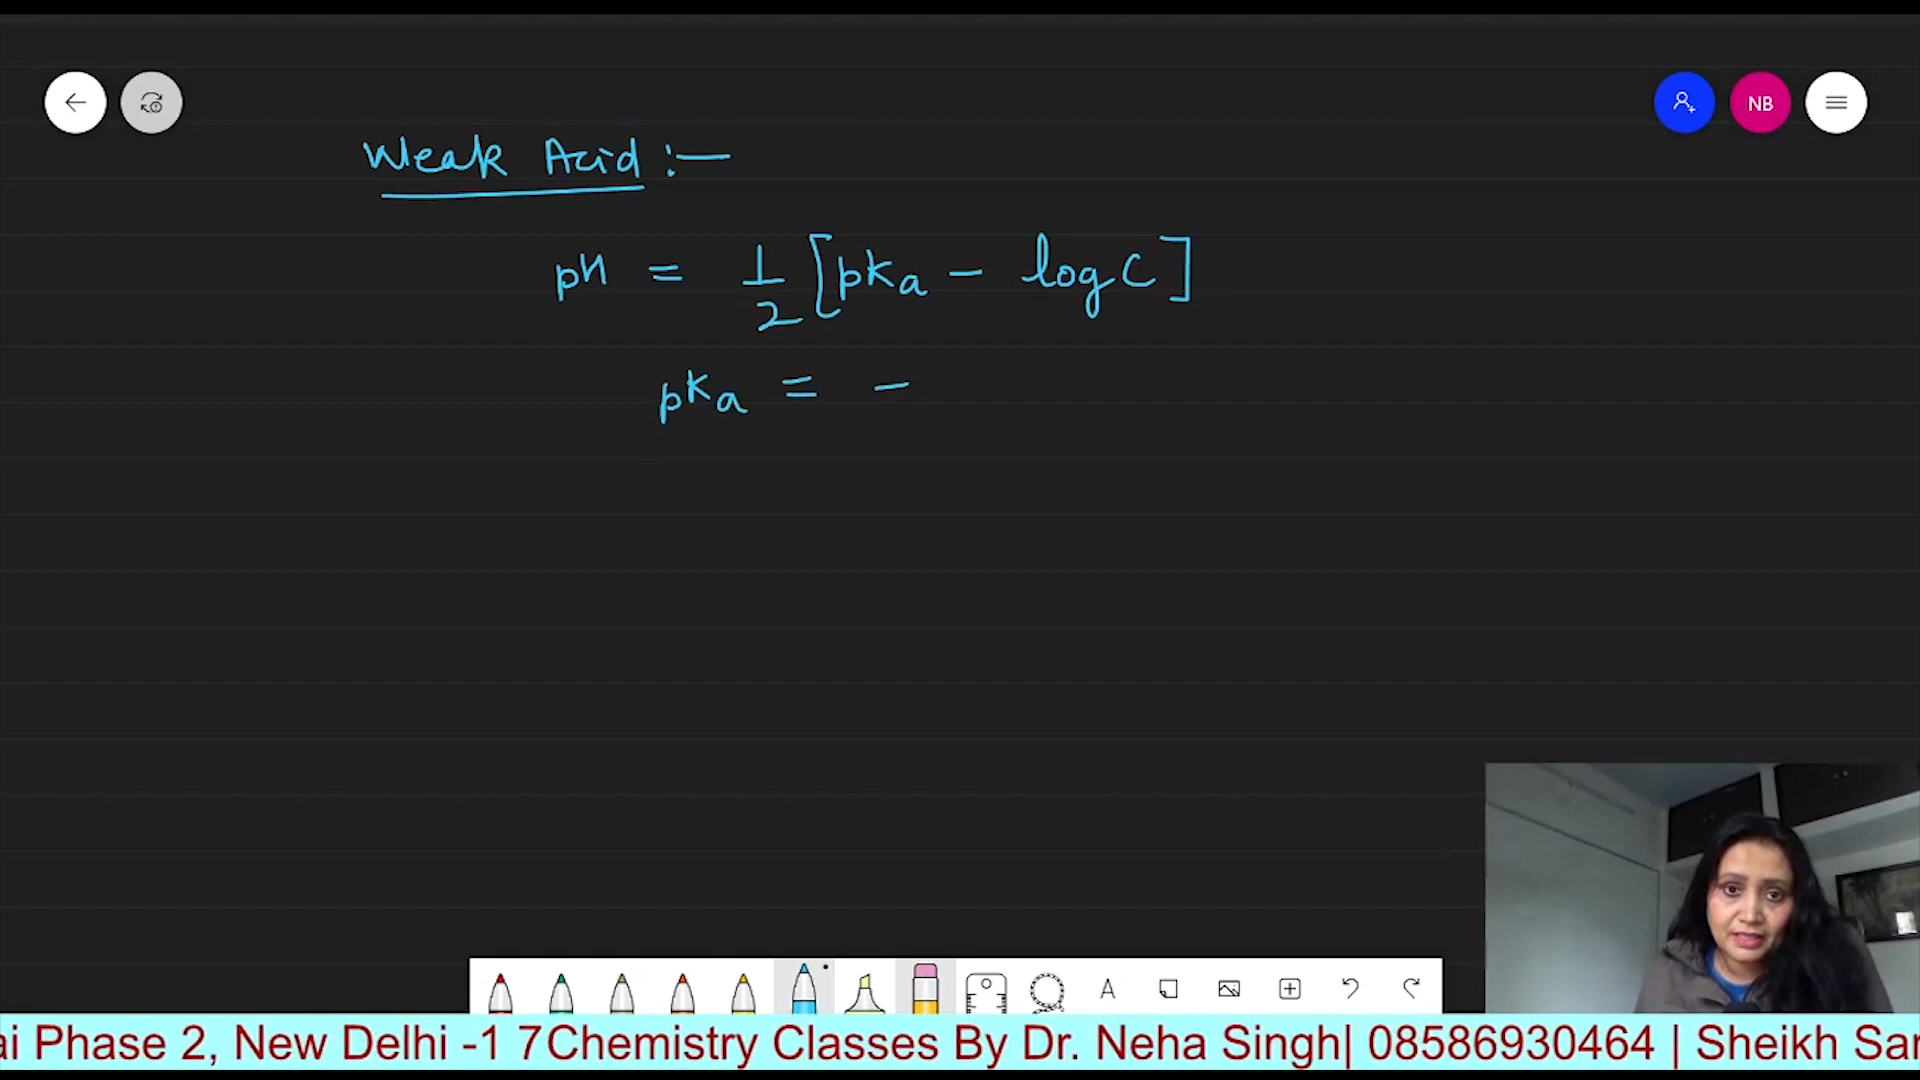 NB
Weak Acid :-
pH = 1/2 [pKa - log C]
pKa = -
A
ai Phase 2, New Delhi -1 7Chemistry Classes By Dr. Neha Singh| 08586930464 | Sheikh Sar